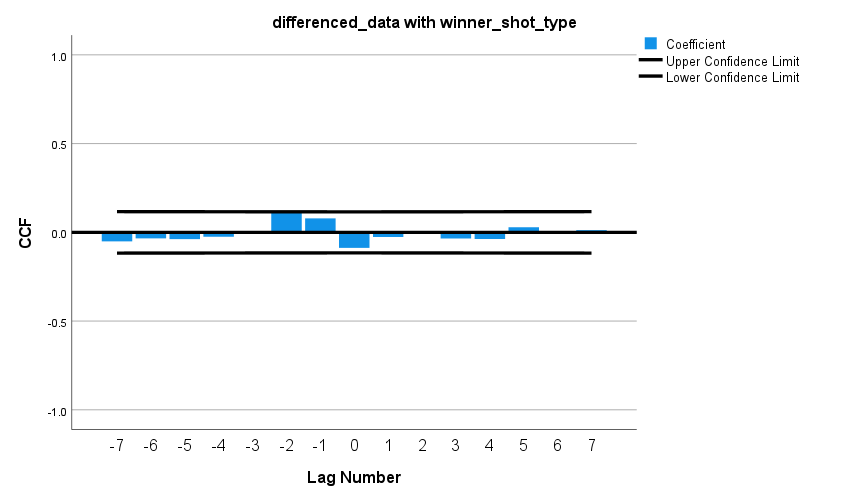 differenced_data with winner_shot_type
Coefficient
Upper Confidence Limit
Lower Confidence Limit
1.0
0.5
0.0
-0.5
-1.0
CCF
-7 -6 -5 -4 -3 -2 -1 0 1 2 3 4 5 6 7
Lag Number